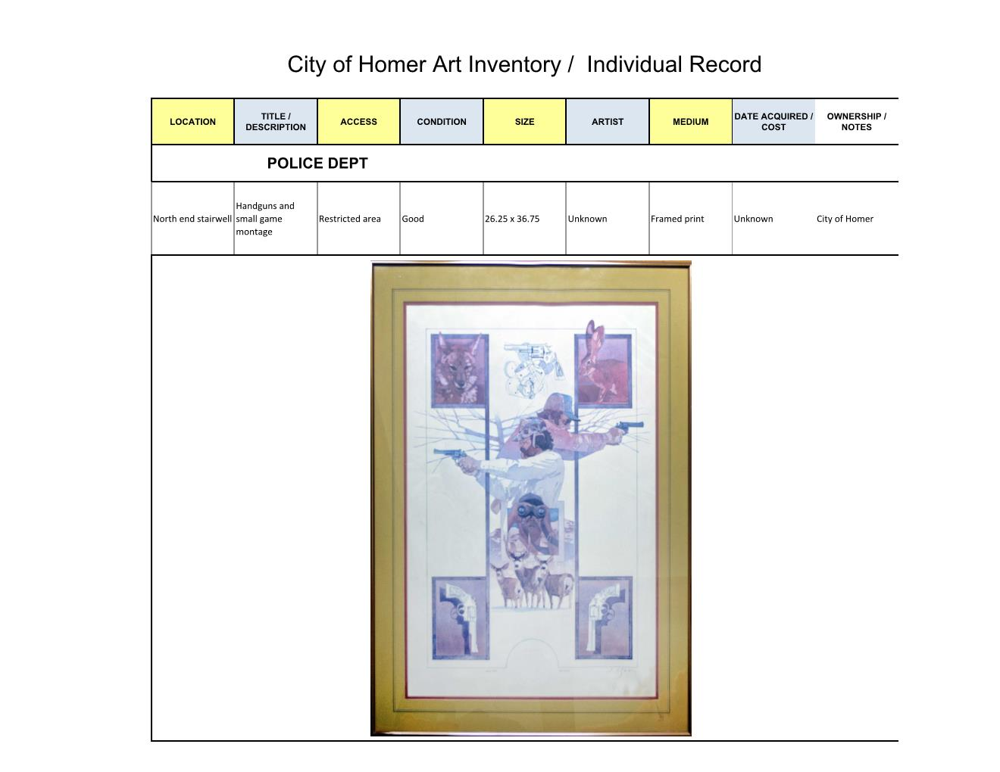 City of Homer Art Inventory /  Individual Record
LOCATION
TITLE /
DESCRIPTION
ACCESS
CONDITION
SIZE
ARTIST
MEDIUM
DATE ACQUIRED /
COST
OWNERSHIP /
NOTES
POLICE DEPT
North end stairwell
Handguns and
small game
montage
Restricted area
Good
26.25 x 36.75
Unknown
Framed print
Unknown
City of Homer